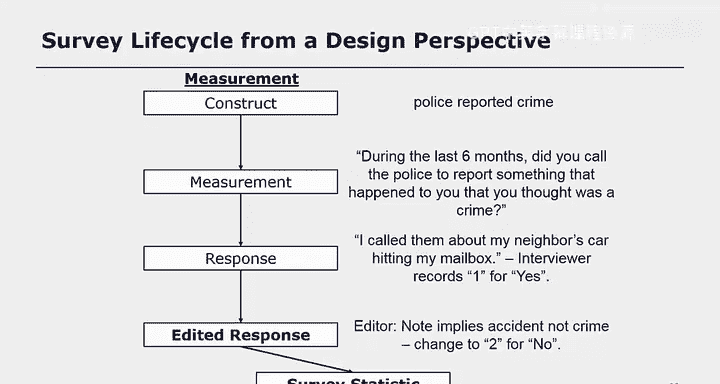 Survey Lifecycle from a Design Perspective
Measurement
Construct
police reported crime
Measurement
“During the last 6 months, did you call
the police to report something that
happened to you that you thought was a
crime?”
Response
“I called them about my neighbor’s car
hitting my mailbox.” – Interviewer
records “1” for “Yes”.
Edited Response
Editor: Note implies accident not crime
– change to “2” for “No”.
Survey Statistic